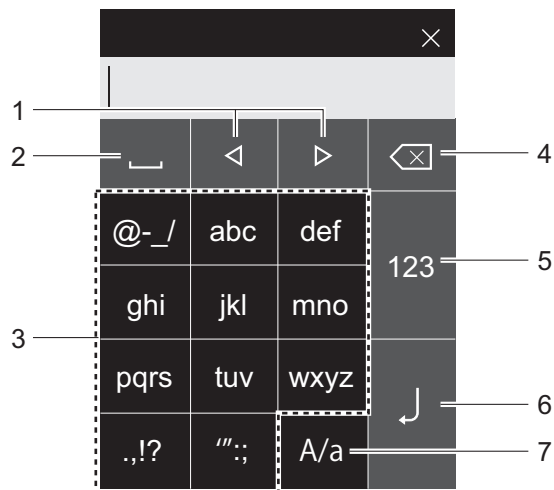 1
2
4
@-_/ abc def
123
5
ghi jkl mno
3
pqrs tuv wxyz
6
.,!? ‘”:; A/a
7